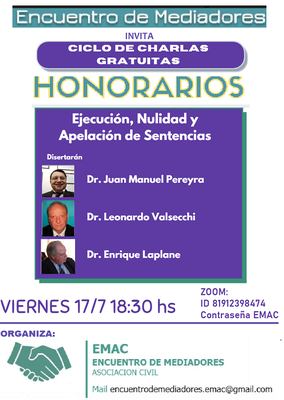 Encuentro de Mediadores
INVITA
CICLO DE CHARLAS
GRATUITAS
HONORARIOS
Ejecución, Nulidad y
Apelación de Sentencias
Disertarán
Dr. Juan Manuel Pereyra
Dr. Leonardo Valsecchi
Dr. Enrique Laplane
VIERNES 17/7 18:30 hs
ZOOM:
ID 81912398474
Contraseña EMAC
ORGANIZA:
EMAC
ENCUENTRO DE MEDIADORES
ASOCIACION CIVIL
Mail encuentrodemediadores.emac@gmail.com